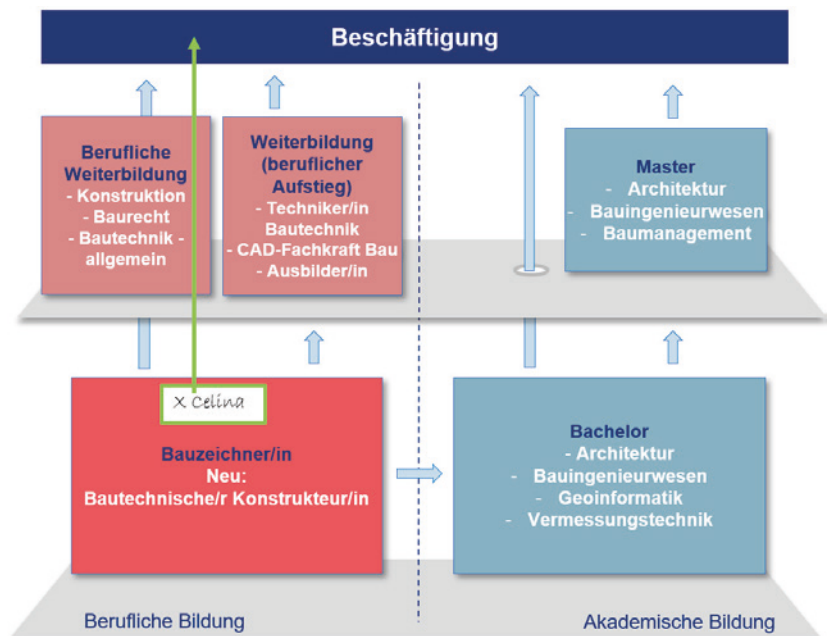 Beschäftigung
Berufliche
Weiterbildung
- Konstruktion
- Baurecht
- Bautechnik -
allgemein
Weiterbildung
(beruflicher
Aufstieg)
- Techniker/in
Bautechnik
- CAD-Fachkraft Bau
- Ausbilder/in
Master
- Architektur
- Bauingenieurwesen
- Baumanagement
X Celina
Bauzeichner/in
Neu:
Bautechnische/r Konstrukteur/in
Bachelor
- Architektur
- Bauingenieurwesen
- Geoinformatik
- Vermessungstechnik
Berufliche Bildung
Akademische Bildung